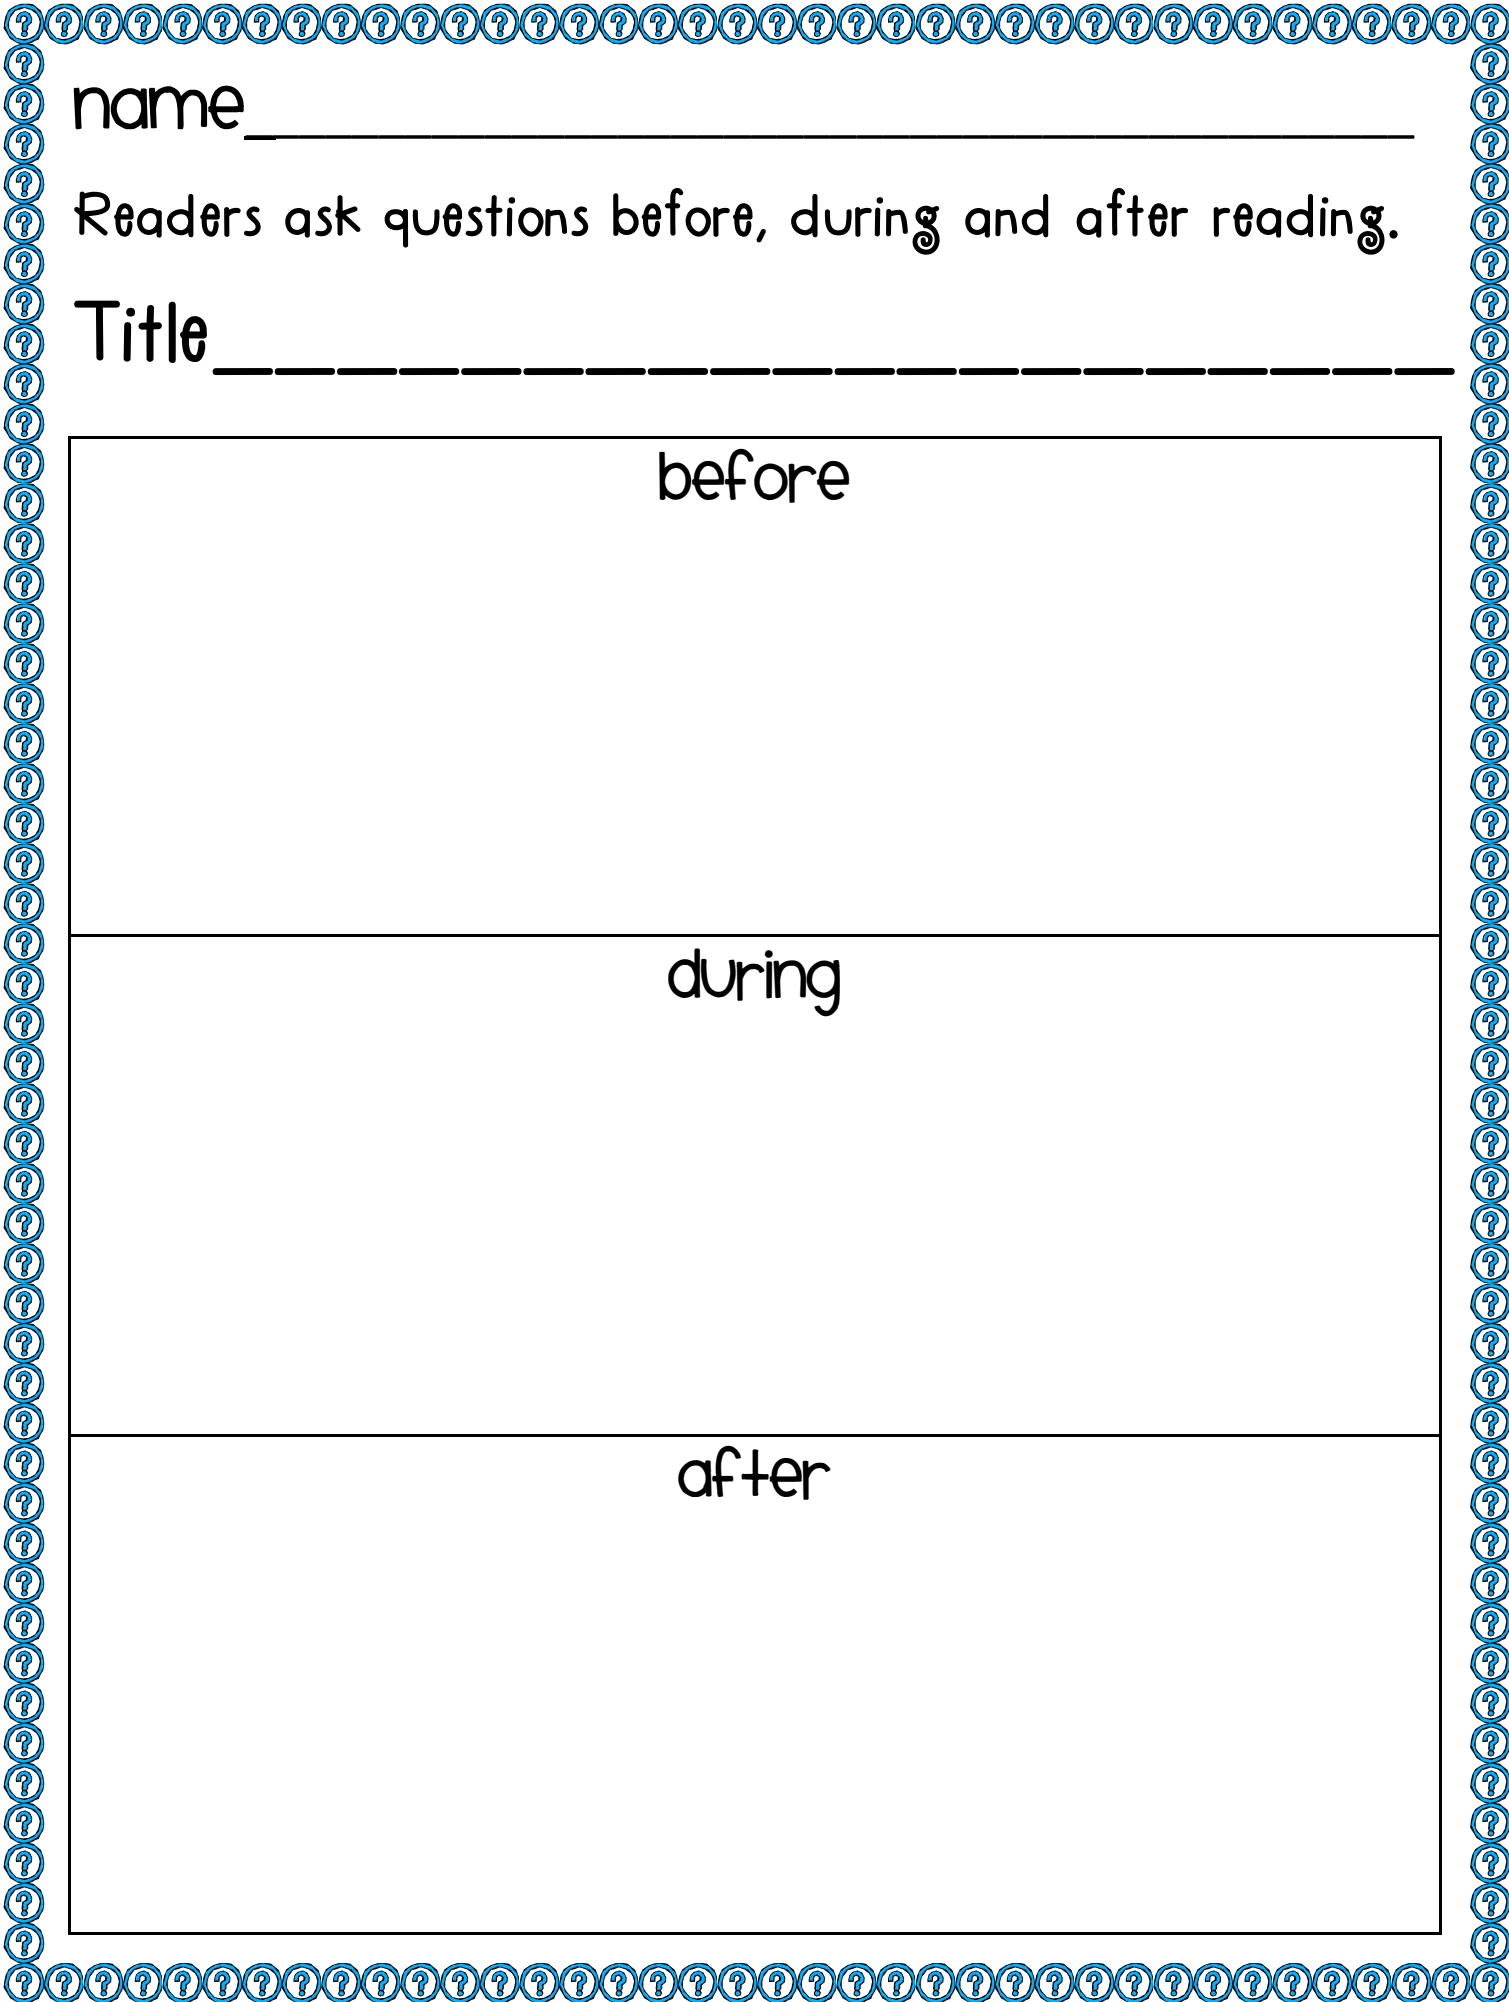 name
Readers ask questions before, during and after reading.
Title
before
during
after